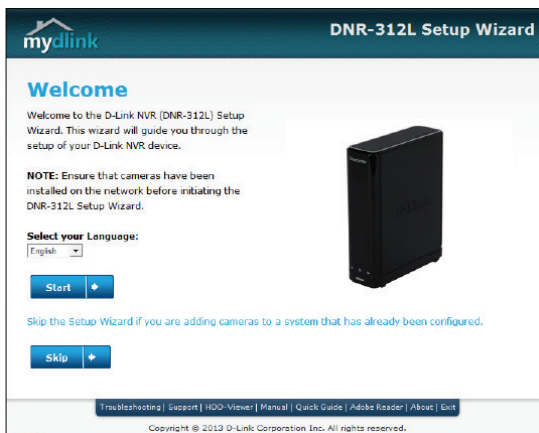 mydlink
DNR-312L Setup Wizard
Welcome
Welcome to the D-Link NVR (DNR-312L) Setup
Wizard. This wizard will guide you through the
setup of your D-Link NVR device.
NOTE: Ensure that cameras have been
installed on the network before initiating the
DNR-312L Setup Wizard.
Select your Language:
English
Start
Skip the Setup Wizard if you are adding cameras to a system that has already been configured.
Skip
Troubleshooting | Support | HDD-Viewer | Manual | Quick Guide | Adobe Reader | About | Exit
Copyright © 2013 D-Link Corporation Inc. All rights reserved.
D-Link